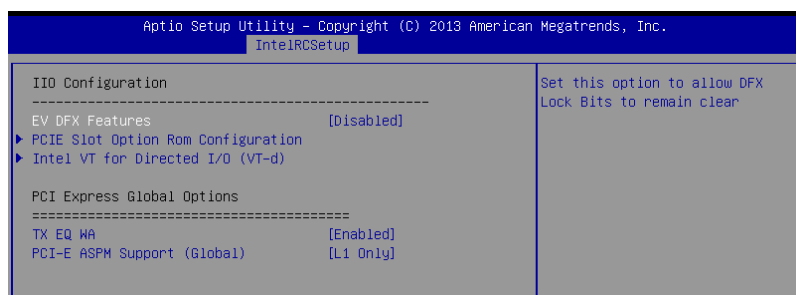 Aptio Setup Utility – Copyright (C) 2013 American Megatrends, Inc.
IntelRCSetup
IIO Configuration
--------------------------------------------------
EV DFX Features [Disabled]
PCIE Slot Option Rom Configuration
Intel VT for Directed I/O (VT-d)
PCI Express Global Options
========================================
TX EQ WA [Enabled]
PCI-E ASPM Support (Global) [L1 Only]
Set this option to allow DFX
Lock Bits to remain clear